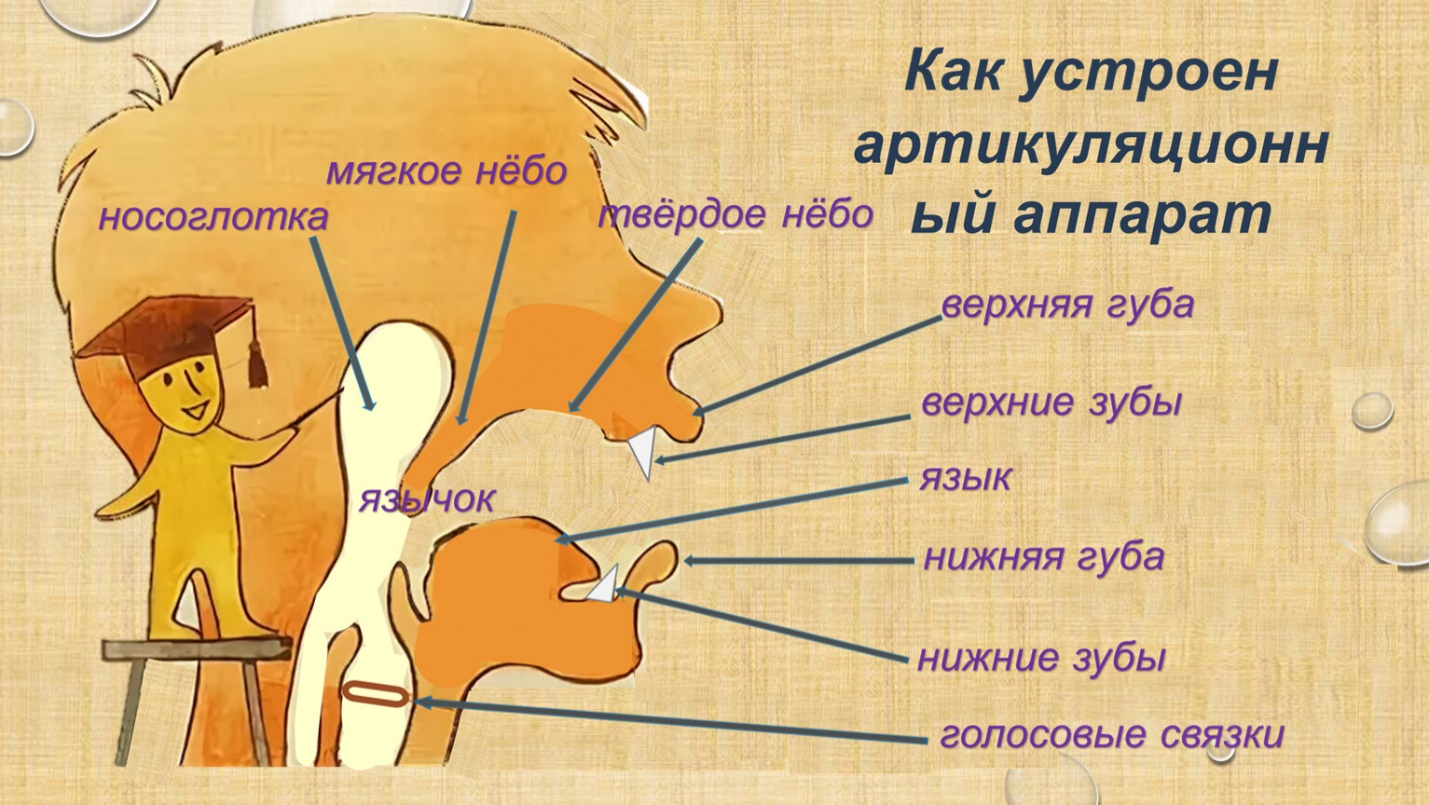 Как устроен
артикуляционн
ый аппарат
мягкое нёбо
носоглотка
твёрдое нёбо
верхняя губа
верхние зубы
язык
язычок
нижняя губа
нижние зубы
голосовые связки